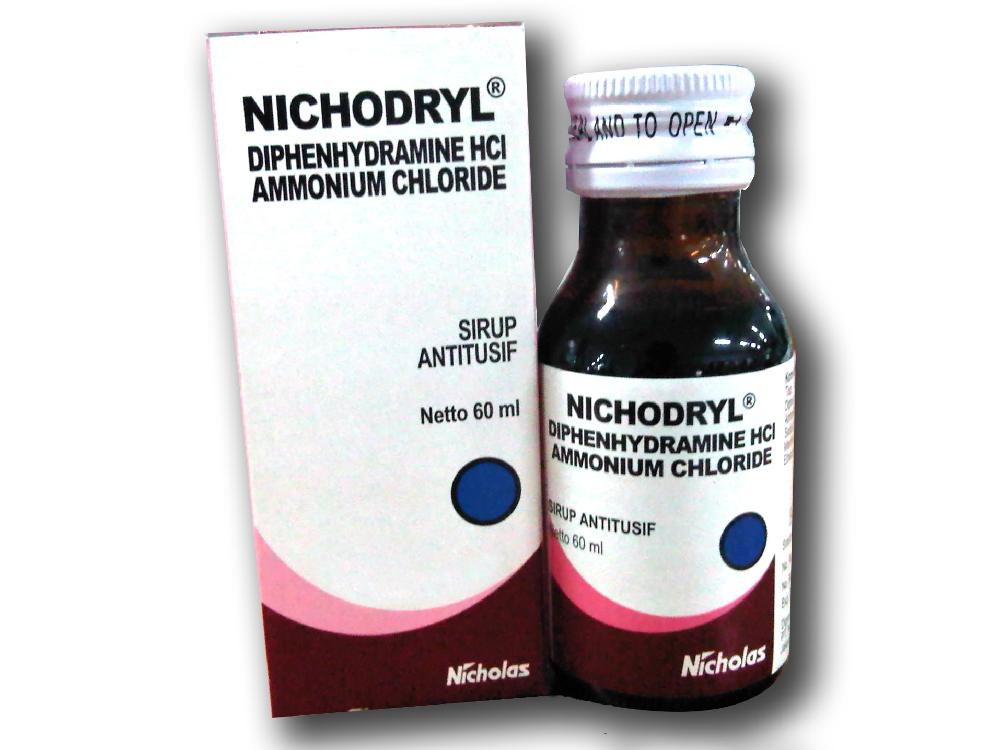 NICHODRYL®
DIPHENHYDRAMINE HCl
AMMONIUM CHLORIDE
SIRUP
ANTITUSIF
Netto 60 ml
Nicholas
AND TO OPEN
NICHODRYL®
DIPHENHYDRAMINE HCl
AMMONIUM CHLORIDE
SIRUP ANTITUSIF
Netto 60 ml
Nicholas